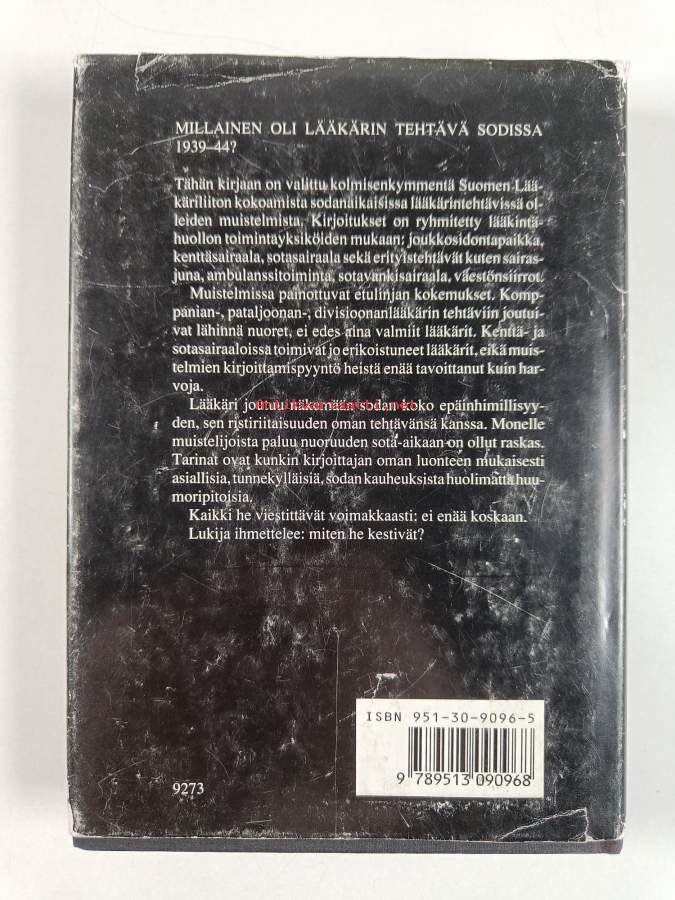 MILLAINEN OLI LÄÄKÄRIN TEHTÄVÄ SODISSA
1939–44?
Tähän kirjaan on valittu kolmisenkymmentä Suomen Lää-
käriliiton kokoamista sodanaikaisissa lääkärintehtävissä ol-
leiden muistelmista. Kirjoitukset on ryhmitetty lääkintä-
huollon toimintayksiköiden mukaan: joukkosidontapaikka,
kenttäsairaala, sotasairaala sekä erityistehtävät kuten sairas-
juna, ambulanssitoiminta, sotavankisairaala, väestönsiirrot.
Muistelmissa painottuvat etulinjan kokemukset. Komp-
panian-, pataljoonan-, divisioonanlääkärin tehtäviin joutui-
vat lähinnä nuoret, ei edes aina valmiit lääkärit. Kenttä- ja
sotasairaaloissa toimivat jo erikoistuneet lääkärit, eikä muis-
telmien kirjoittamispyyntö heistä enää tavoittanut kuin har-
voja.
Lääkäri joutuu näkemään sodan koko epäinhimillisyy-
den, sen ristiriitaisuuden oman tehtävänsä kanssa. Monelle
muistelijoista paluu nuoruuden sota-aikaan on ollut raskas.
Tarinat ovat kunkin kirjoittajan oman luonteen mukaisesti
asiallisia, tunnekylläisiä, sodan kauheuksista huolimatta huu-
moripitoisia.
Kaikki he viestittävät voimakkaasti: ei enää koskaan.
Lukija ihmettelee: miten he kestivät?
ISBN 951-30-9096-5
9 789513 090968
9273